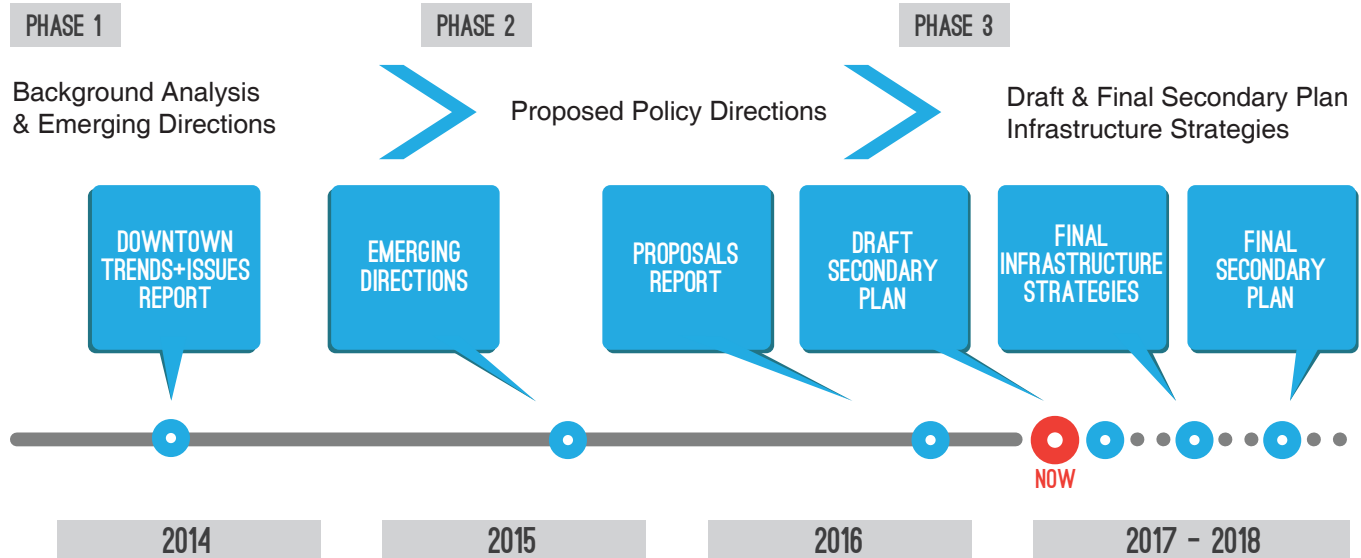 PHASE 1
PHASE 2
PHASE 3
Background Analysis
& Emerging Directions
Proposed Policy Directions
Draft & Final Secondary Plan
Infrastructure Strategies
DOWNTOWN
TRENDS+ISSUES
REPORT
EMERGING
DIRECTIONS
PROPOSALS
REPORT
DRAFT
SECONDARY
PLAN
FINAL
INFRASTRUCTURE
STRATEGIES
FINAL
SECONDARY
PLAN
NOW
2014
2015
2016
2017 - 2018